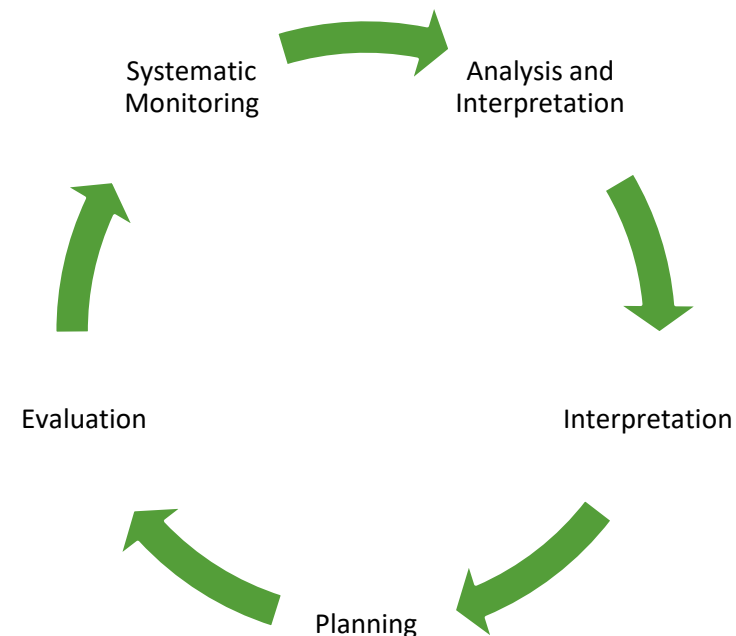 Systematic
Monitoring
Analysis and
Interpretation
Interpretation
Planning
Evaluation